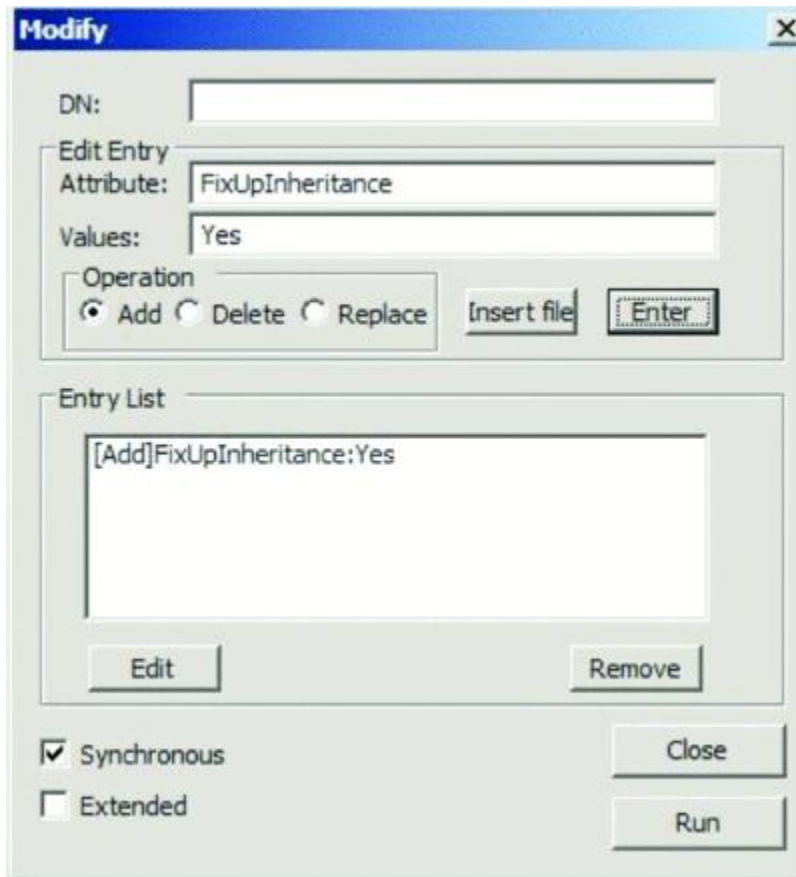 Modify
DN:
Edit Entry
Attribute: FixUpInheritance
Values: Yes
Operation
Add Delete Replace Insert file Enter
Entry List
[Add]FixUpInheritance:Yes
Edit Remove
Synchronous Close
Extended
Run